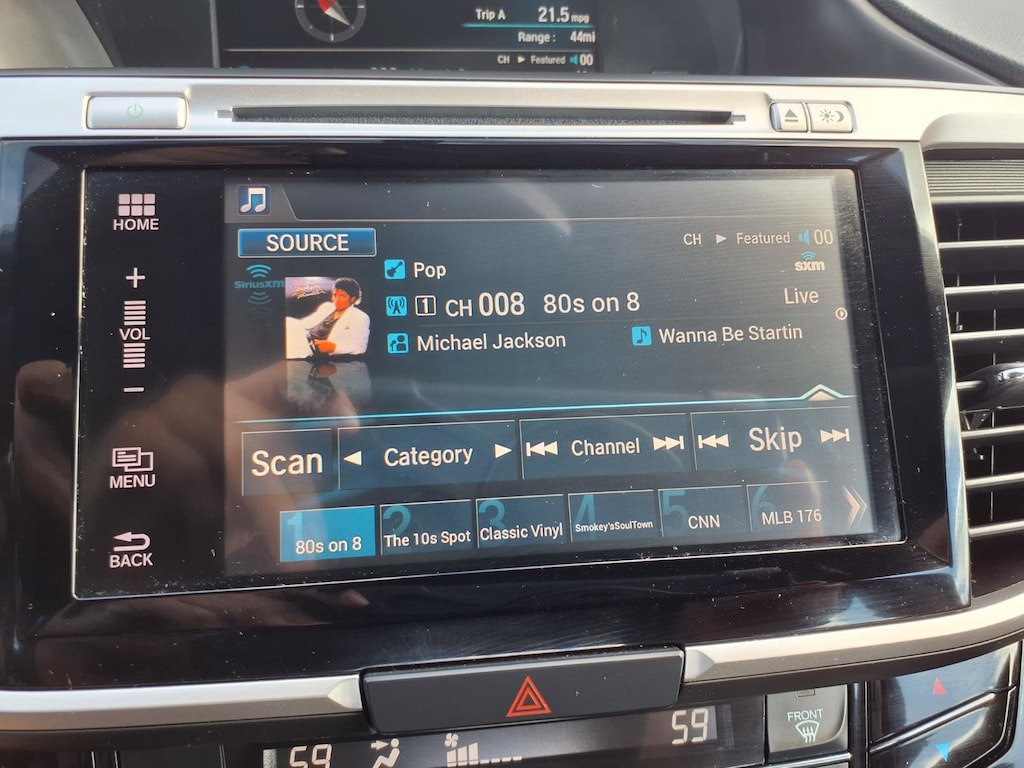 Trip A 21.5 mpg
Range : 44mi
CH ► Featured 00
HOME
SOURCE
CH ► Featured 00
SiriusXM
Pop
sxm
+
VOL
−
1 CH 008 80s on 8
Live
Michael Jackson
Wanna Be Startin
MENU
Scan
◄ Category ►
Channel
Skip
BACK
1 80s on 8
2 The 10s Spot
3 Classic Vinyl
4 Smokey'sSoulTown
5 CNN
6 MLB 176
59
59
FRONT